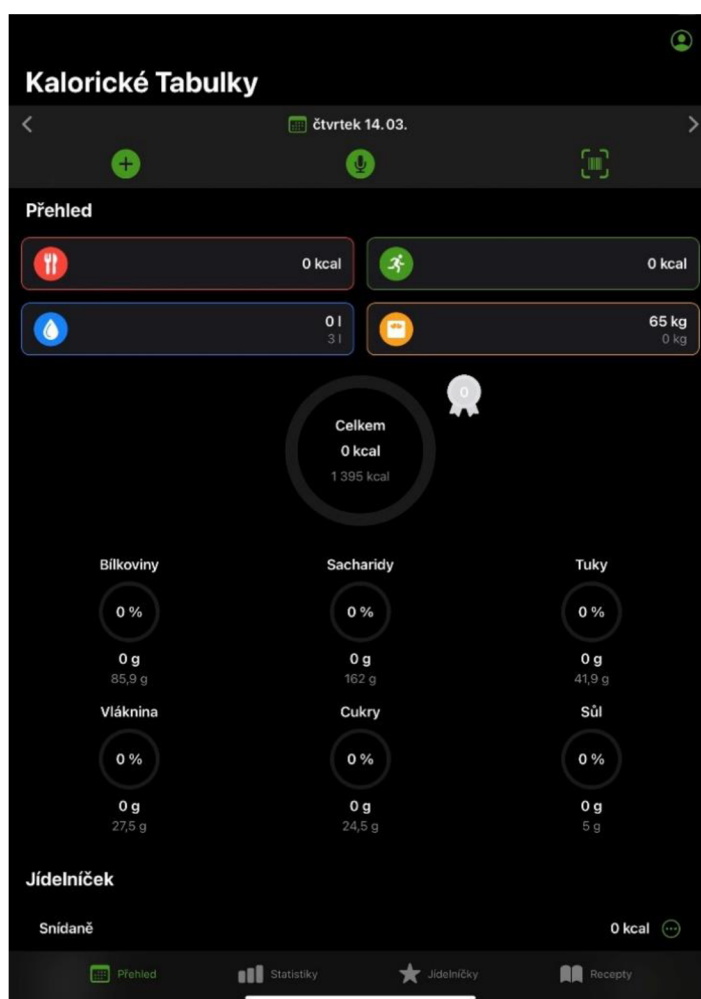 Kalorické Tabulky
čtvrtek 14. 03.
Přehled
0 kcal
0 kcal
0 l
3 l
65 kg
0 kg
0
Celkem
0 kcal
1 395 kcal
Bílkoviny Sacharidy Tuky
0 % 0 % 0 %
0 g 0 g 0 g
85,9 g 162 g 41,9 g
Vláknina Cukry Sůl
0 % 0 % 0 %
0 g 0 g 0 g
27,5 g 24,5 g 5 g
Jídelníček
Snídaně 0 kcal
Přehled Statistiky Jídelníčky Recepty